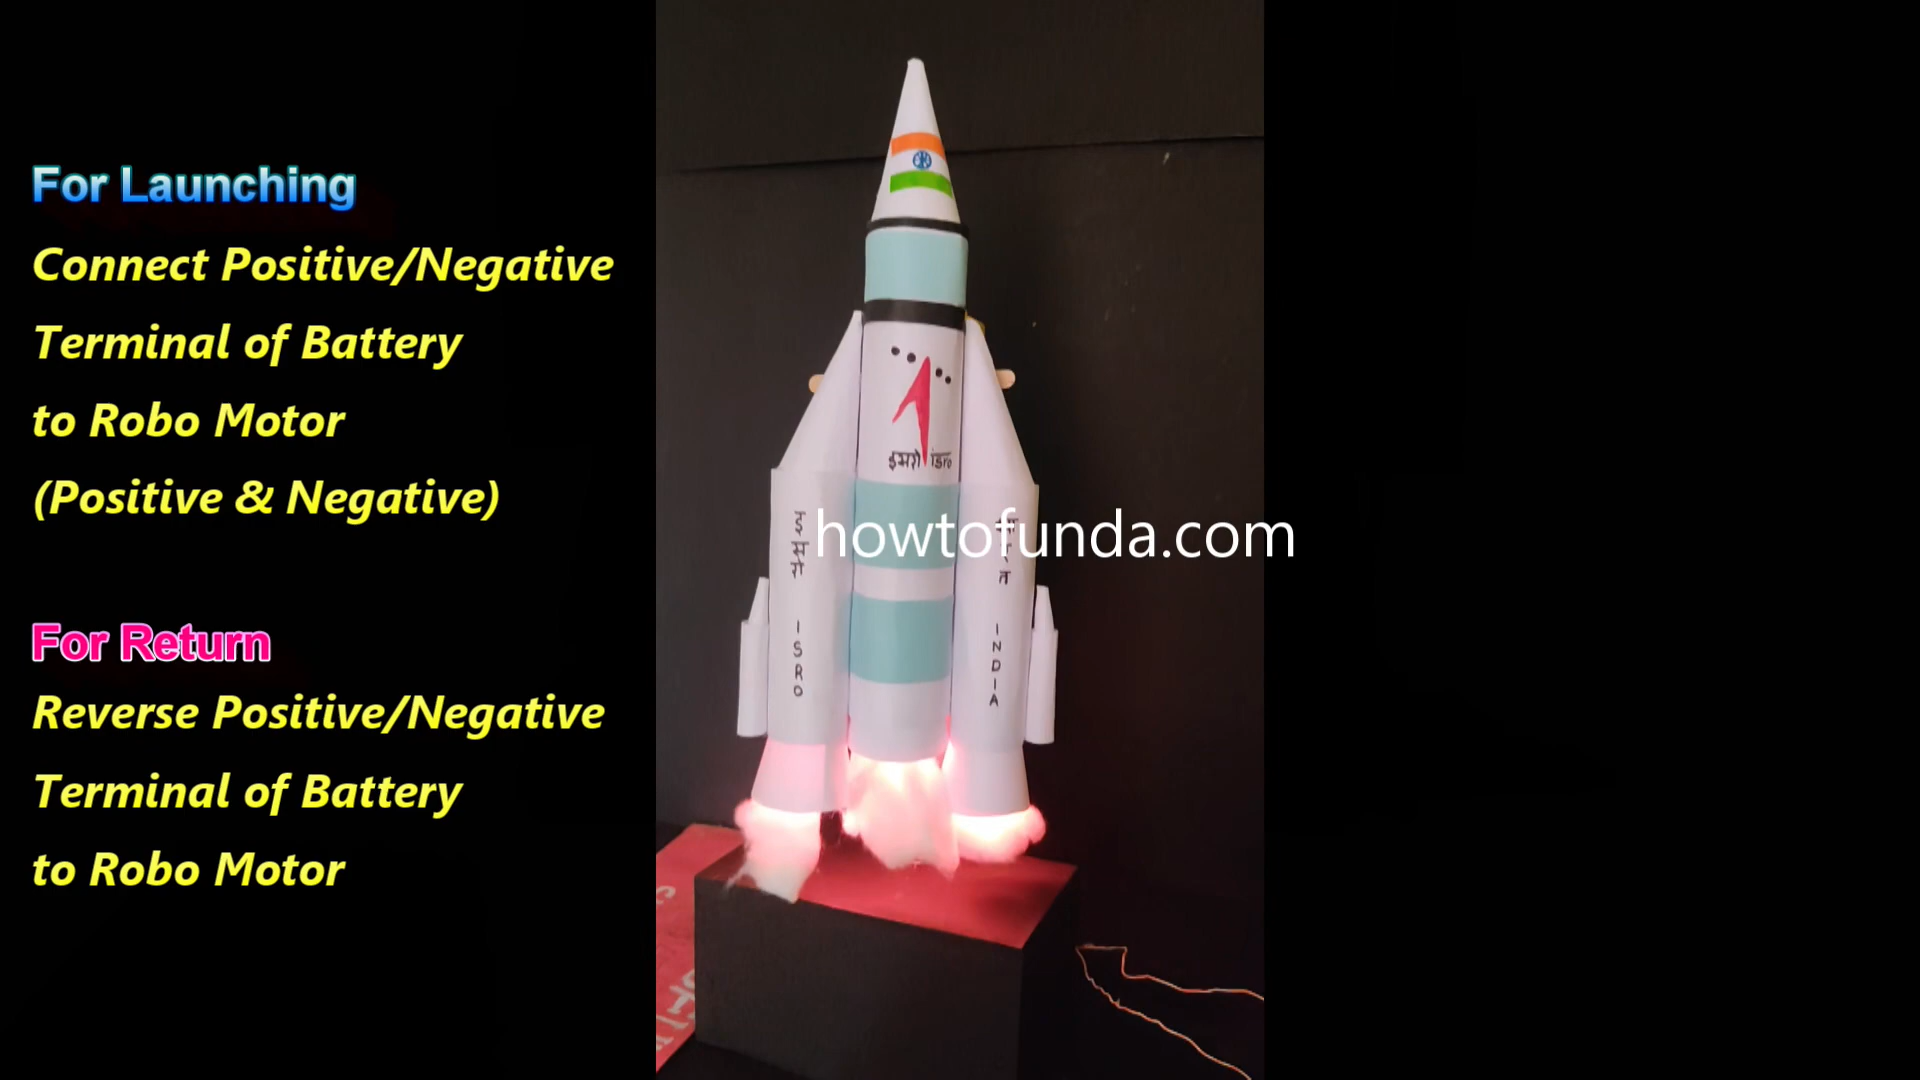 For Launching
Connect Positive/Negative
Terminal of Battery
to Robo Motor
(Positive & Negative)
For Return
Reverse Positive/Negative
Terminal of Battery
to Robo Motor
howtofunda.com
इसरो isro
इसरो
ISRO
INDIA